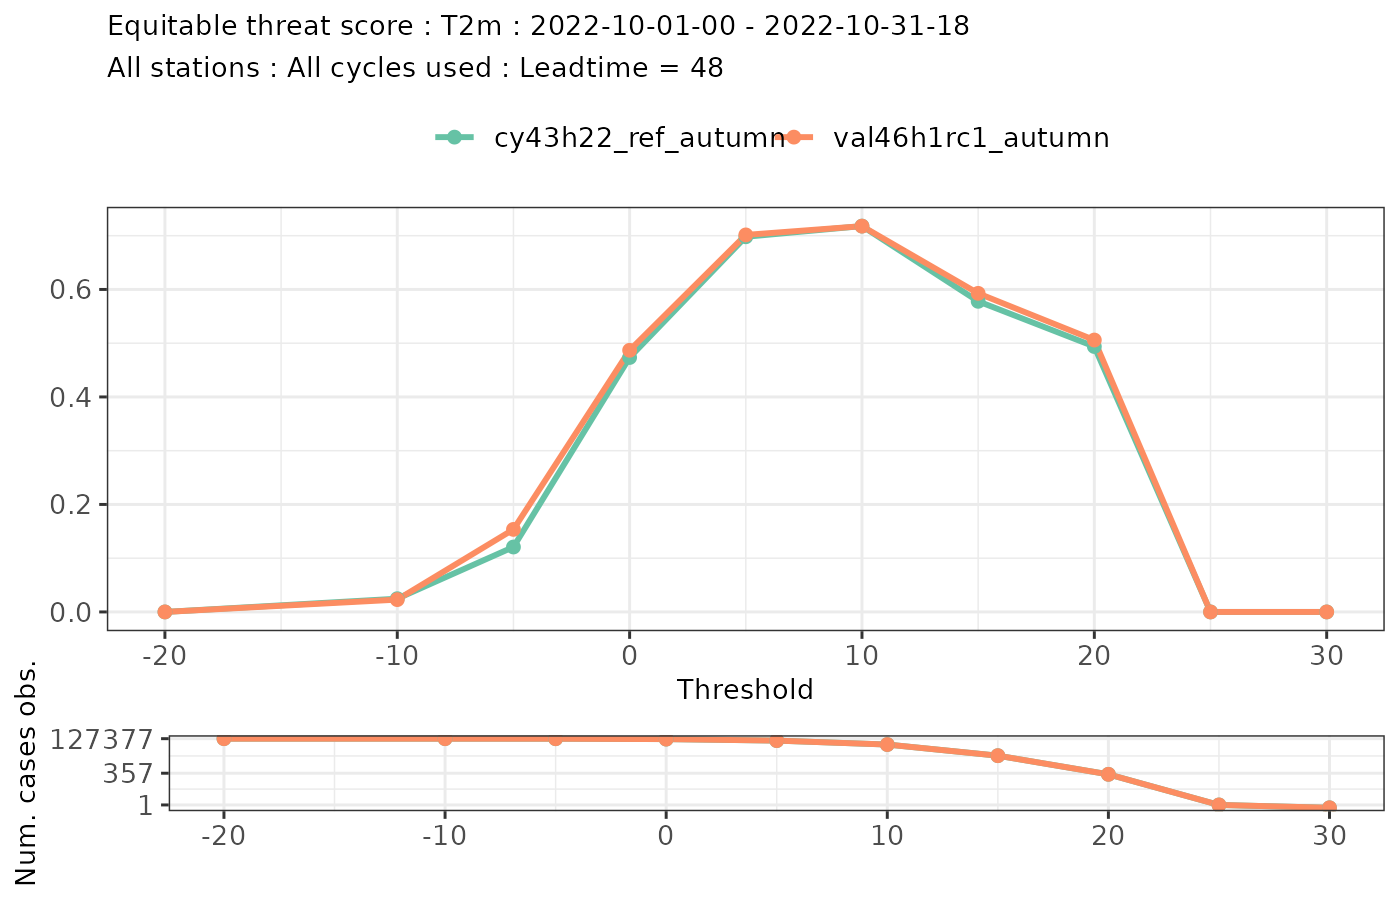 Equitable threat score : T2m : 2022-10-01-00 - 2022-10-31-18
All stations : All cycles used : Leadtime = 48
cy43h22_ref_autumn val46h1rc1_autumn
0.6
0.4
0.2
0.0
-20 -10 0 10 20 30
Threshold
Num. cases obs.
127377
357
1
-20 -10 0 10 20 30